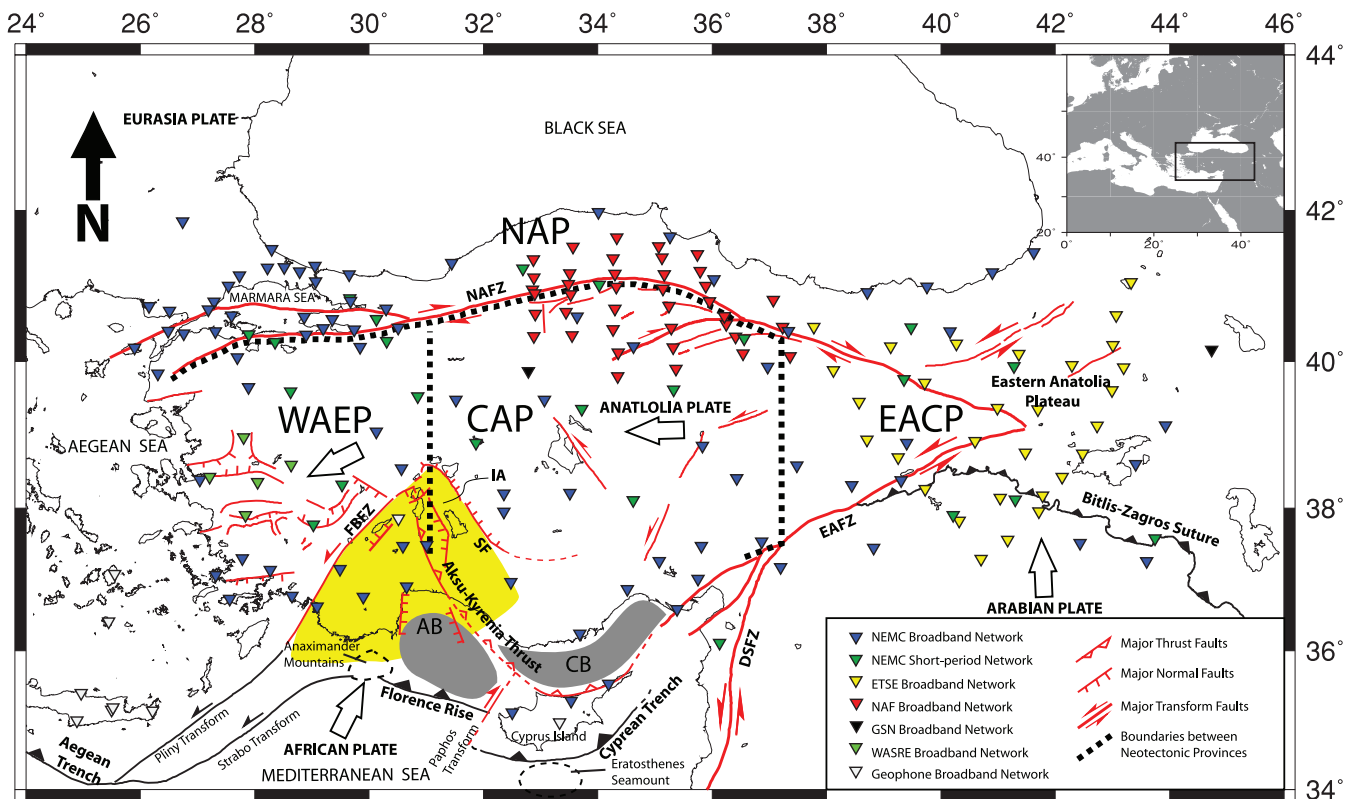 24 26 28 30 32 34 36 38 40 42 44 46
44°
42°
40°
36°
34°
EURASIA PLATE
BLACK SEA
N
40°
20°
0° 20° 40°
NAP
NAFZ
MARMARA SEA
WAEP
CAP
ANATLOLIA PLATE
EACP
Eastern Anatolia
Plateau
AEGEAN SEA
IA
FBFZ
SF
38°
EAFZ
Bitlis-Zagros Suture
Aksu-Kyrenia Thrust
ARABIAN PLATE
AB
CB
DSFZ
Anaximander
Mountains
Florence Rise
Pliny Transform
Strabo Transform
AFRICAN PLATE
Paphos
Transform
Cyprus Island
Cyprean Trench
Aegean
Trench
MEDITERRANEAN SEA
Eratosthenes
Seamount
NEMC Broadband Network
NEMC Short-period Network
ETSE Broadband Network
NAF Broadband Network
GSN Broadband Network
WASRE Broadband Network
Geophone Broadband Network
Major Thrust Faults
Major Normal Faults
Major Transform Faults
Boundaries between
Neotectonic Provinces